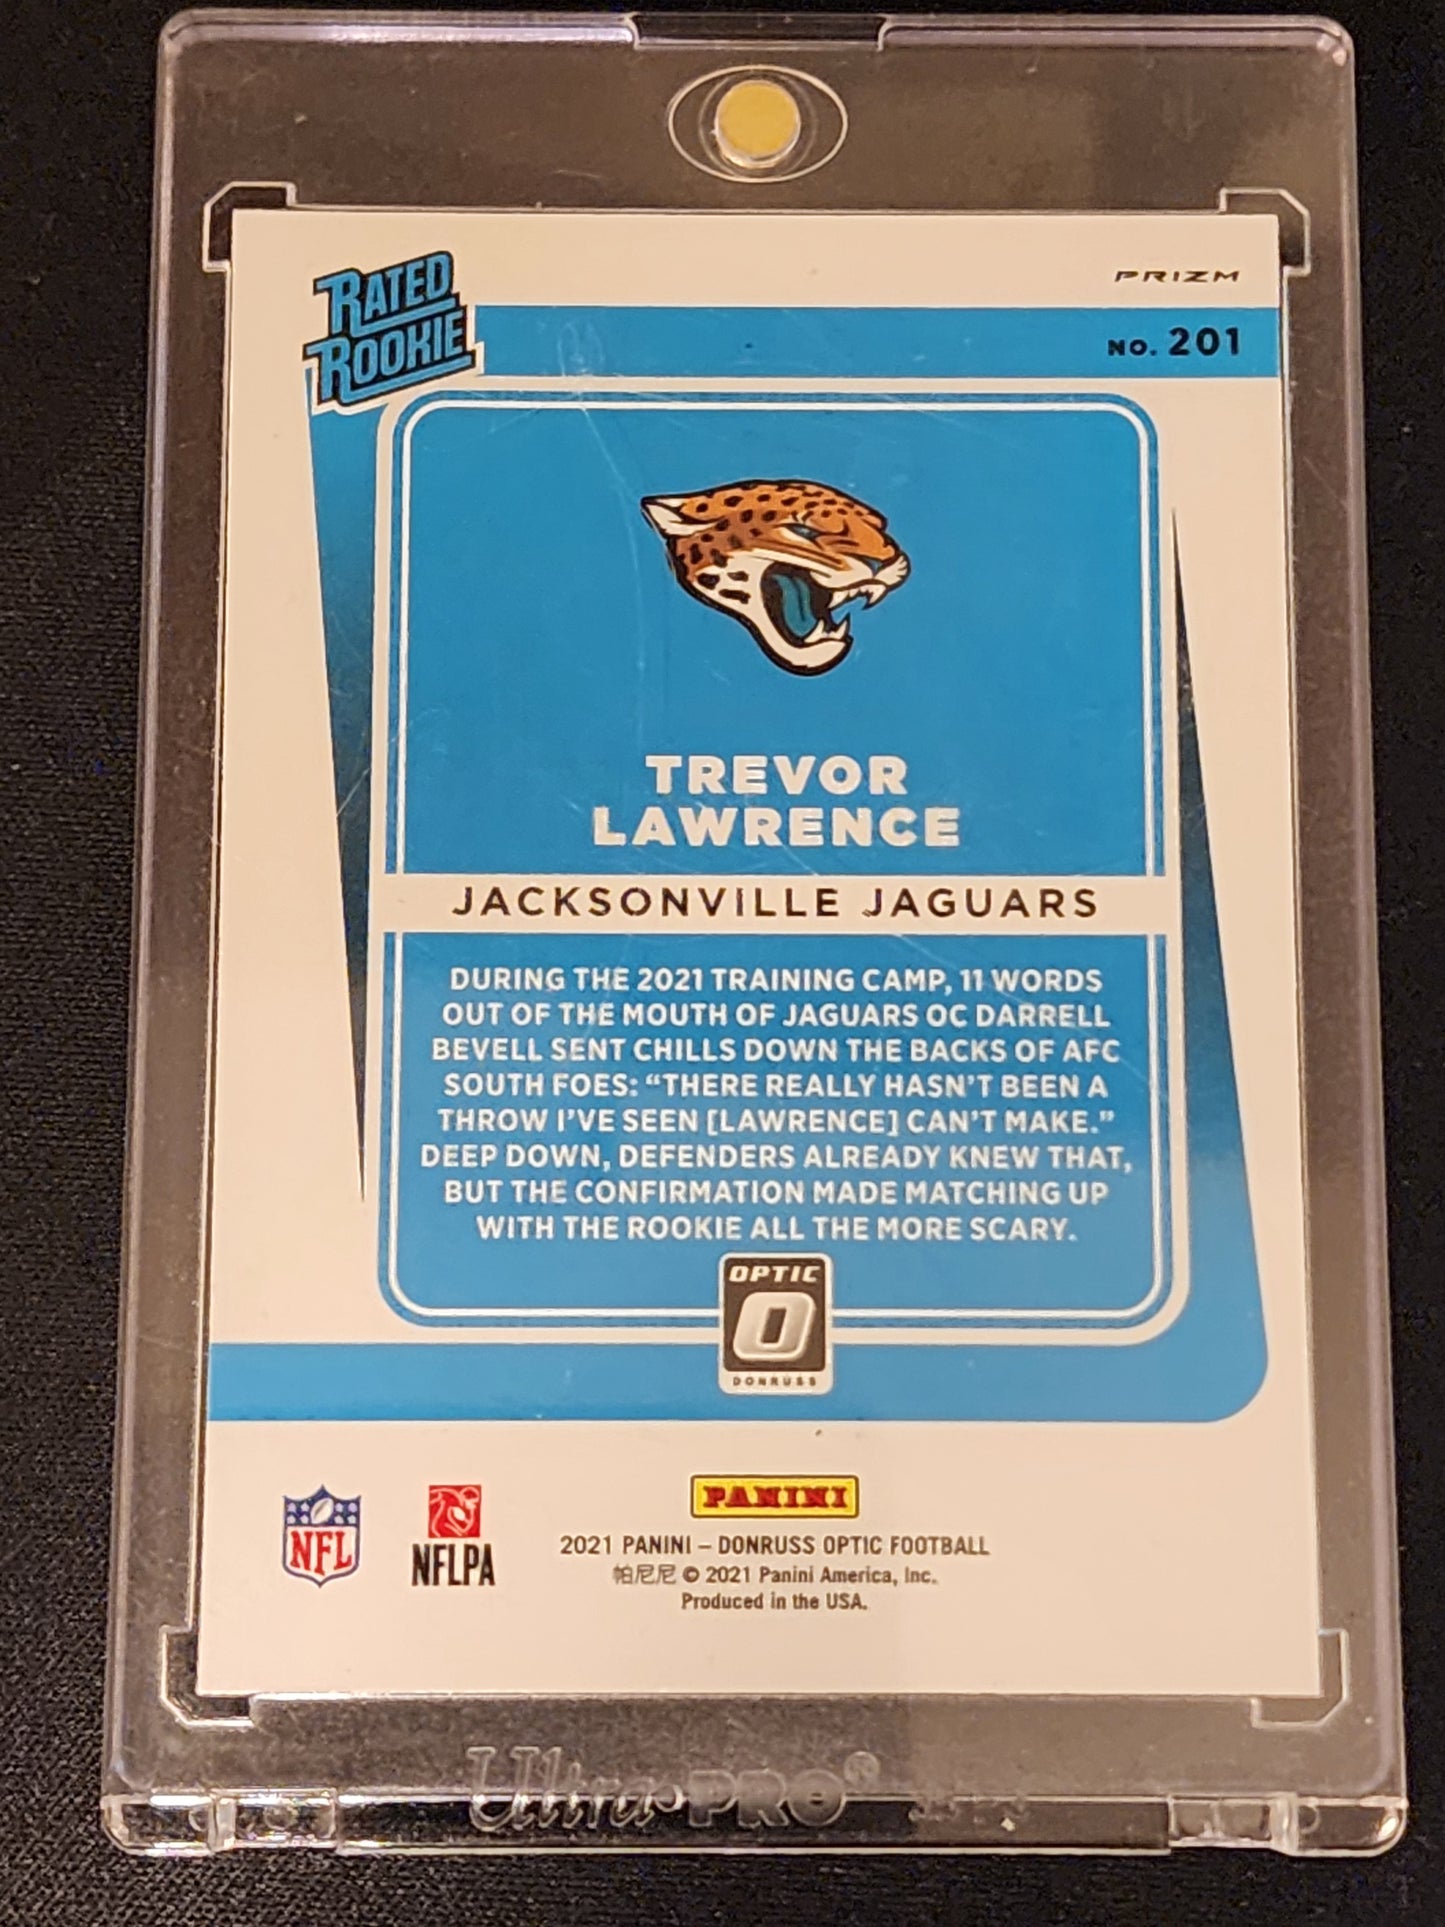 RATED
ROOKIE
PRIZM
NO. 201
TREVOR
LAWRENCE
JACKSONVILLE JAGUARS
DURING THE 2021 TRAINING CAMP, 11 WORDS
OUT OF THE MOUTH OF JAGUARS OC DARRELL
BEVELL SENT CHILLS DOWN THE BACKS OF AFC
SOUTH FOES: “THERE REALLY HASN'T BEEN A
THROW I'VE SEEN [LAWRENCE] CAN'T MAKE.”
DEEP DOWN, DEFENDERS ALREADY KNEW THAT,
BUT THE CONFIRMATION MADE MATCHING UP
WITH THE ROOKIE ALL THE MORE SCARY.
OPTIC
O
DONRUSS
NFL
NFLPA
PANINI
2021 PANINI – DONRUSS OPTIC FOOTBALL
帕尼尼 © 2021 Panini America, Inc.
Produced in the USA.
Ultra·PRO®